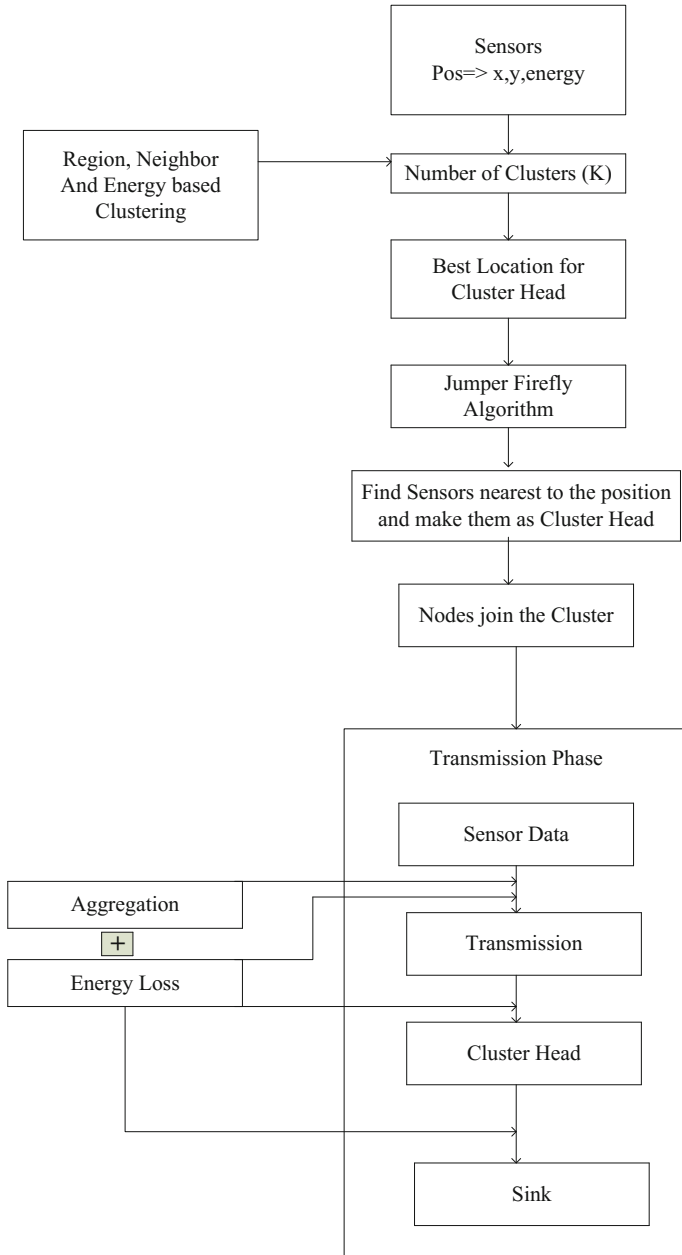 Sensors
Pos=> x,y,energy
Region, Neighbor
And Energy based
Clustering
Number of Clusters (K)
Best Location for
Cluster Head
Jumper Firefly
Algorithm
Find Sensors nearest to the position
and make them as Cluster Head
Nodes join the Cluster
Transmission Phase
Sensor Data
Aggregation
+
Transmission
Energy Loss
Cluster Head
Sink